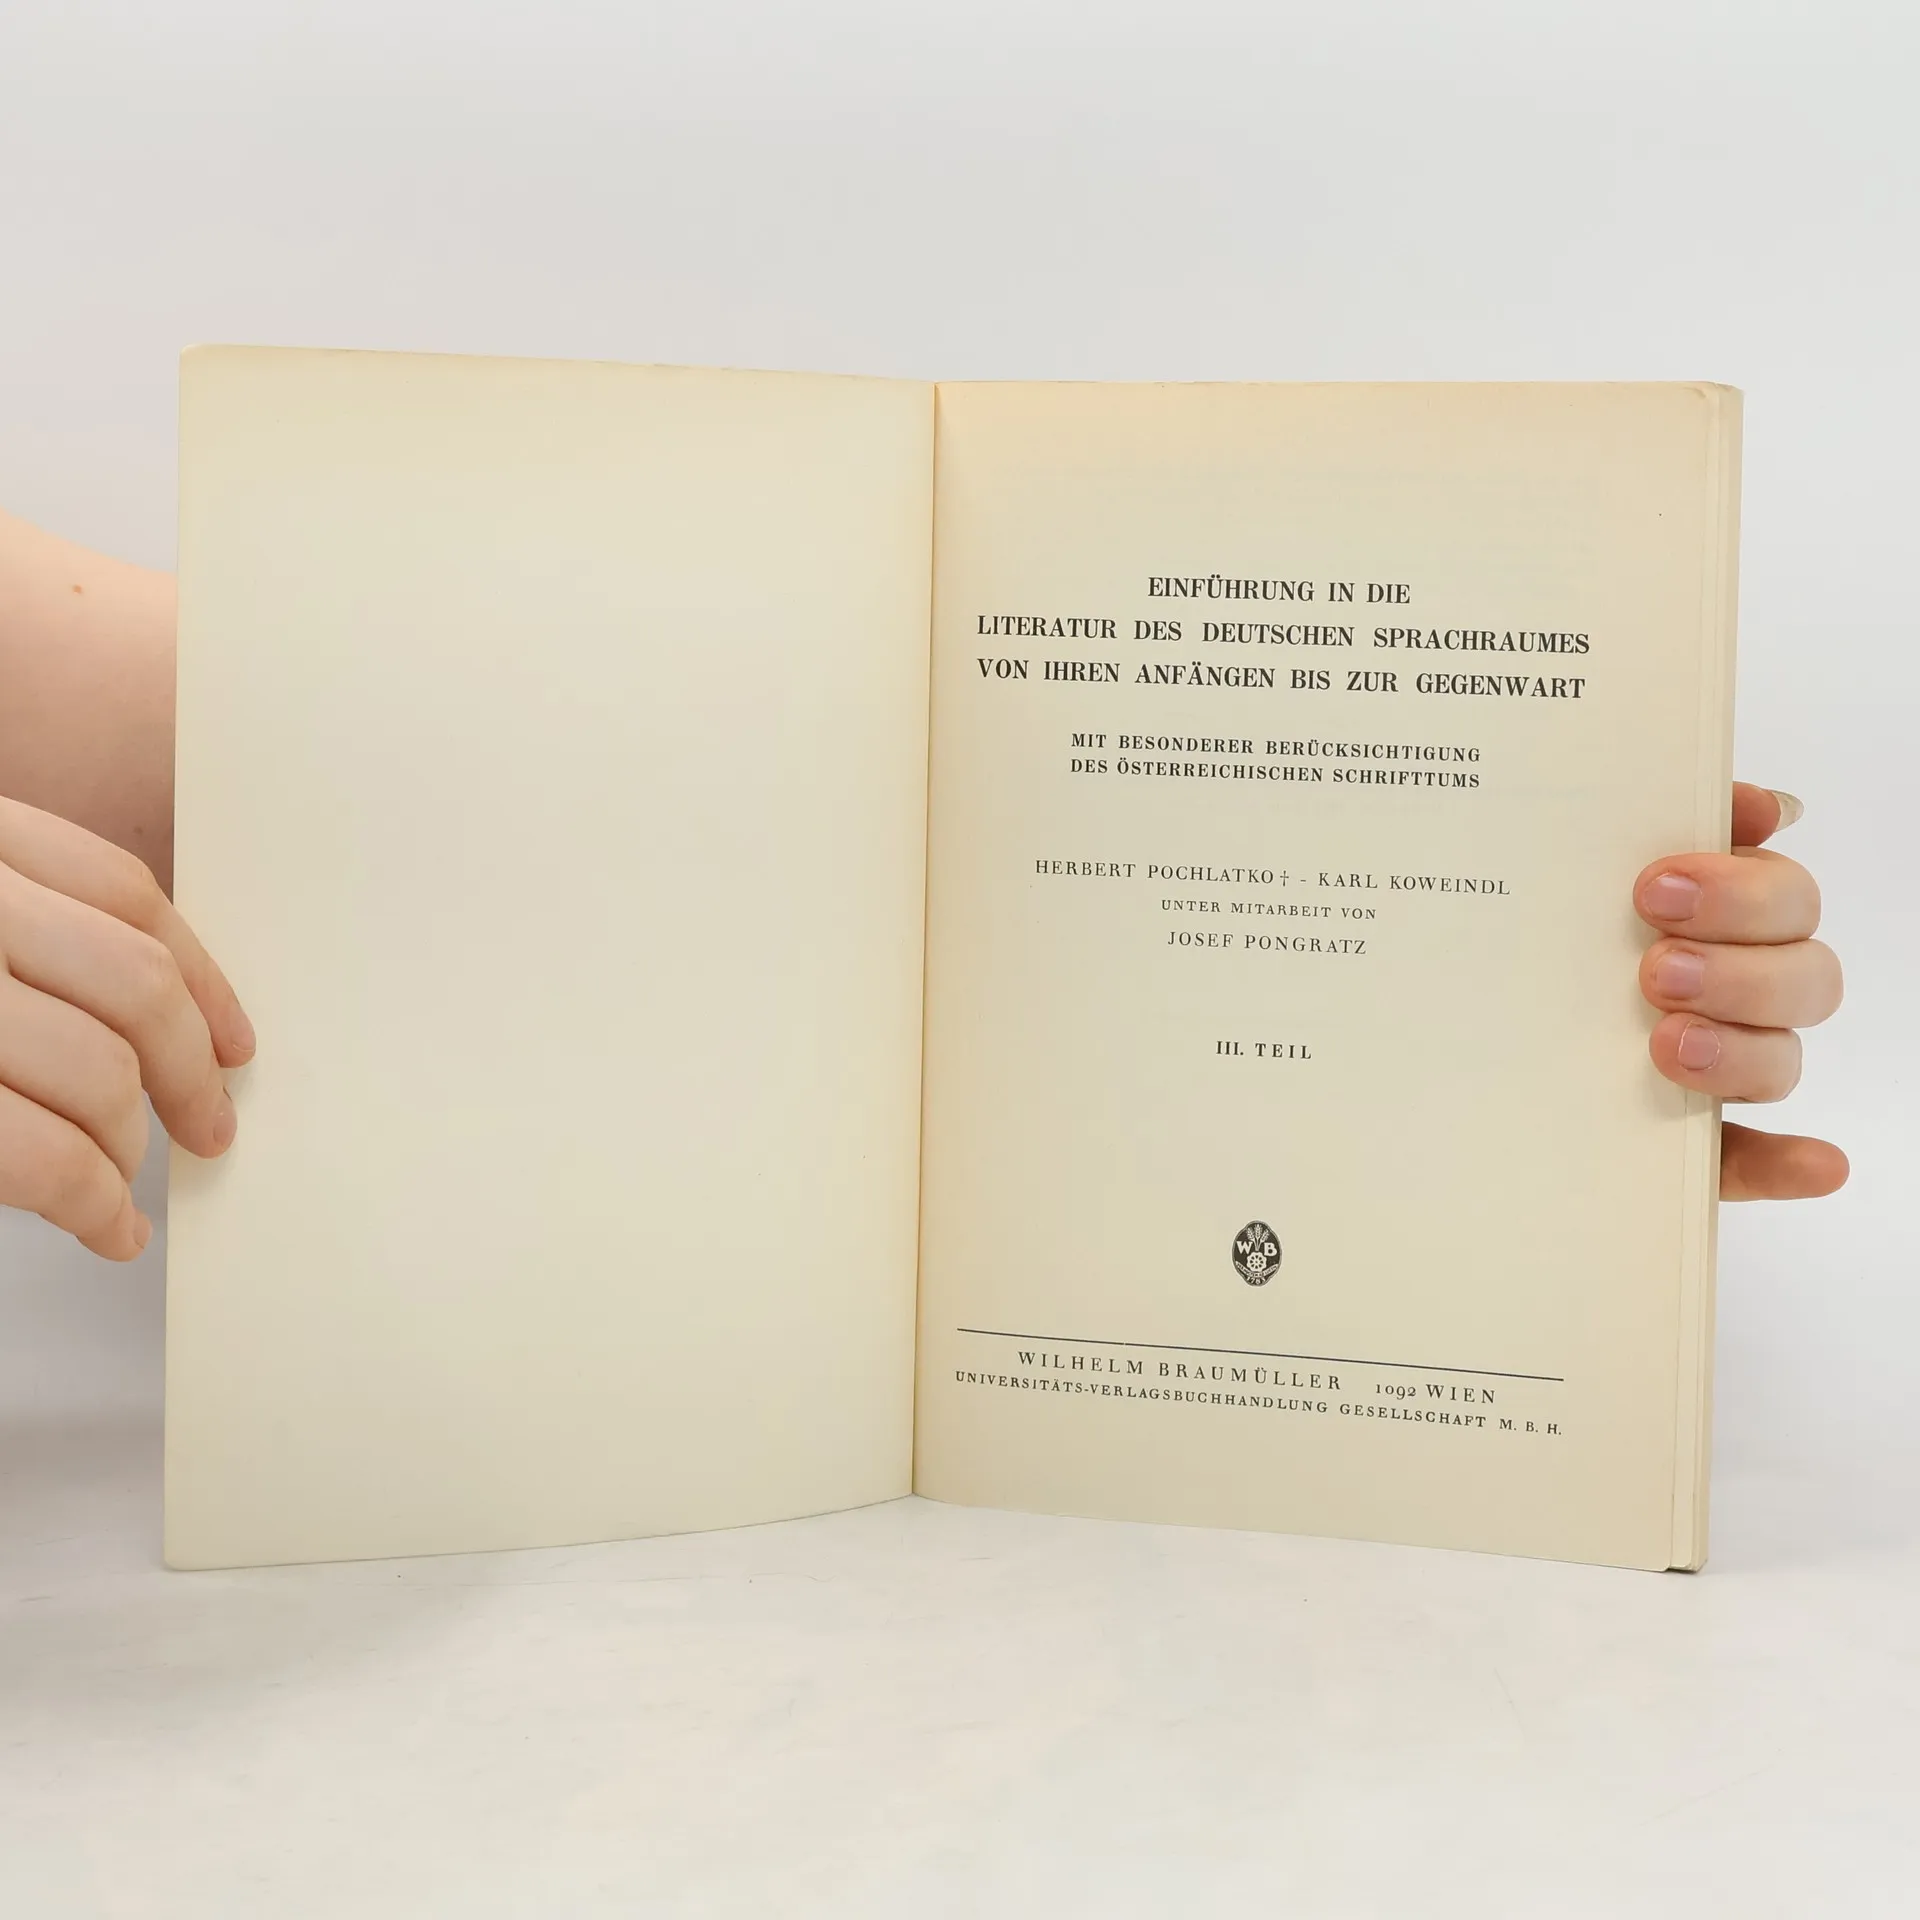 EINFÜHRUNG IN DIE
LITERATUR DES DEUTSCHEN SPRACHRAUMES
VON IHREN ANFÄNGEN BIS ZUR GEGENWART
MIT BESONDERER BERÜCKSICHTIGUNG
DES ÖSTERREICHISCHEN SCHRIFTTUMS
HERBERT POCHLATKO† - KARL KOWEINDL
UNTER MITARBEIT VON
JOSEF PONGRATZ
III. TEIL
W B
WILHELM BRAUMÜLLER 1092 WIEN
UNIVERSITÄTS-VERLAGSBUCHHANDLUNG GESELLSCHAFT M. B. H.